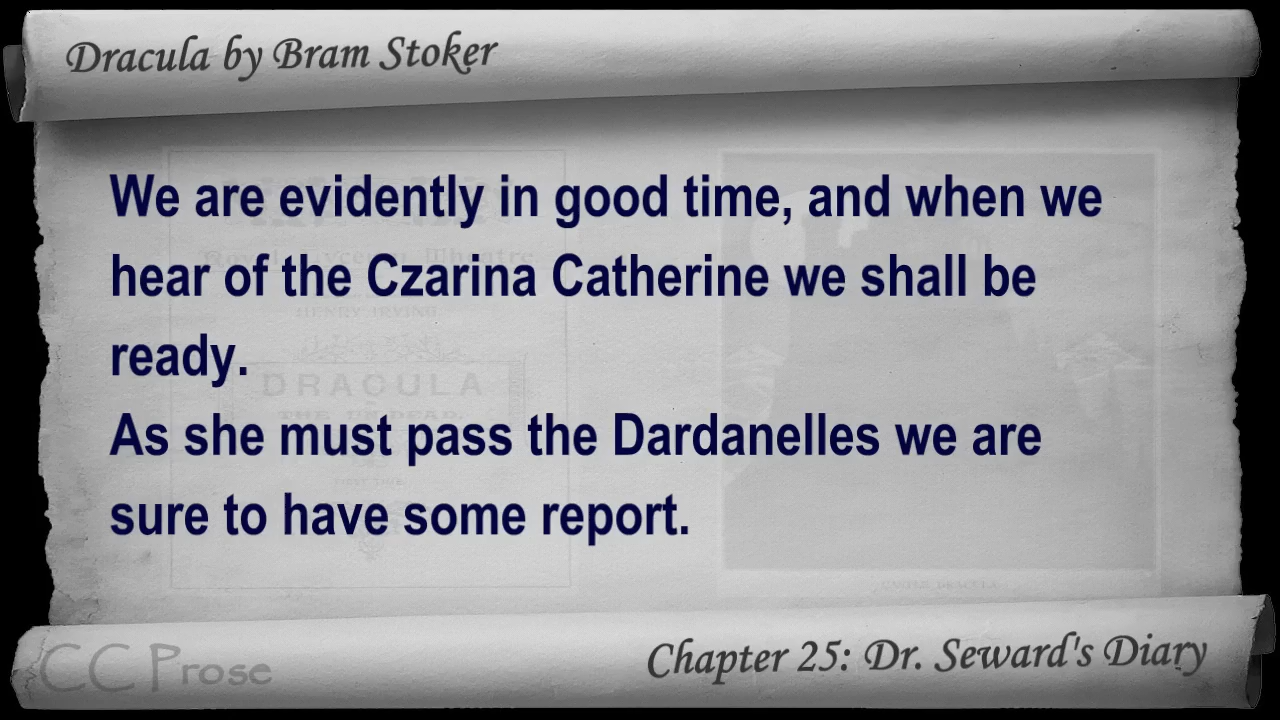 Dracula by Bram Stoker
We are evidently in good time, and when we
hear of the Czarina Catherine we shall be
ready.
As she must pass the Dardanelles we are
sure to have some report.
DRACULA
CC Prose
Chapter 25: Dr. Seward's Diary